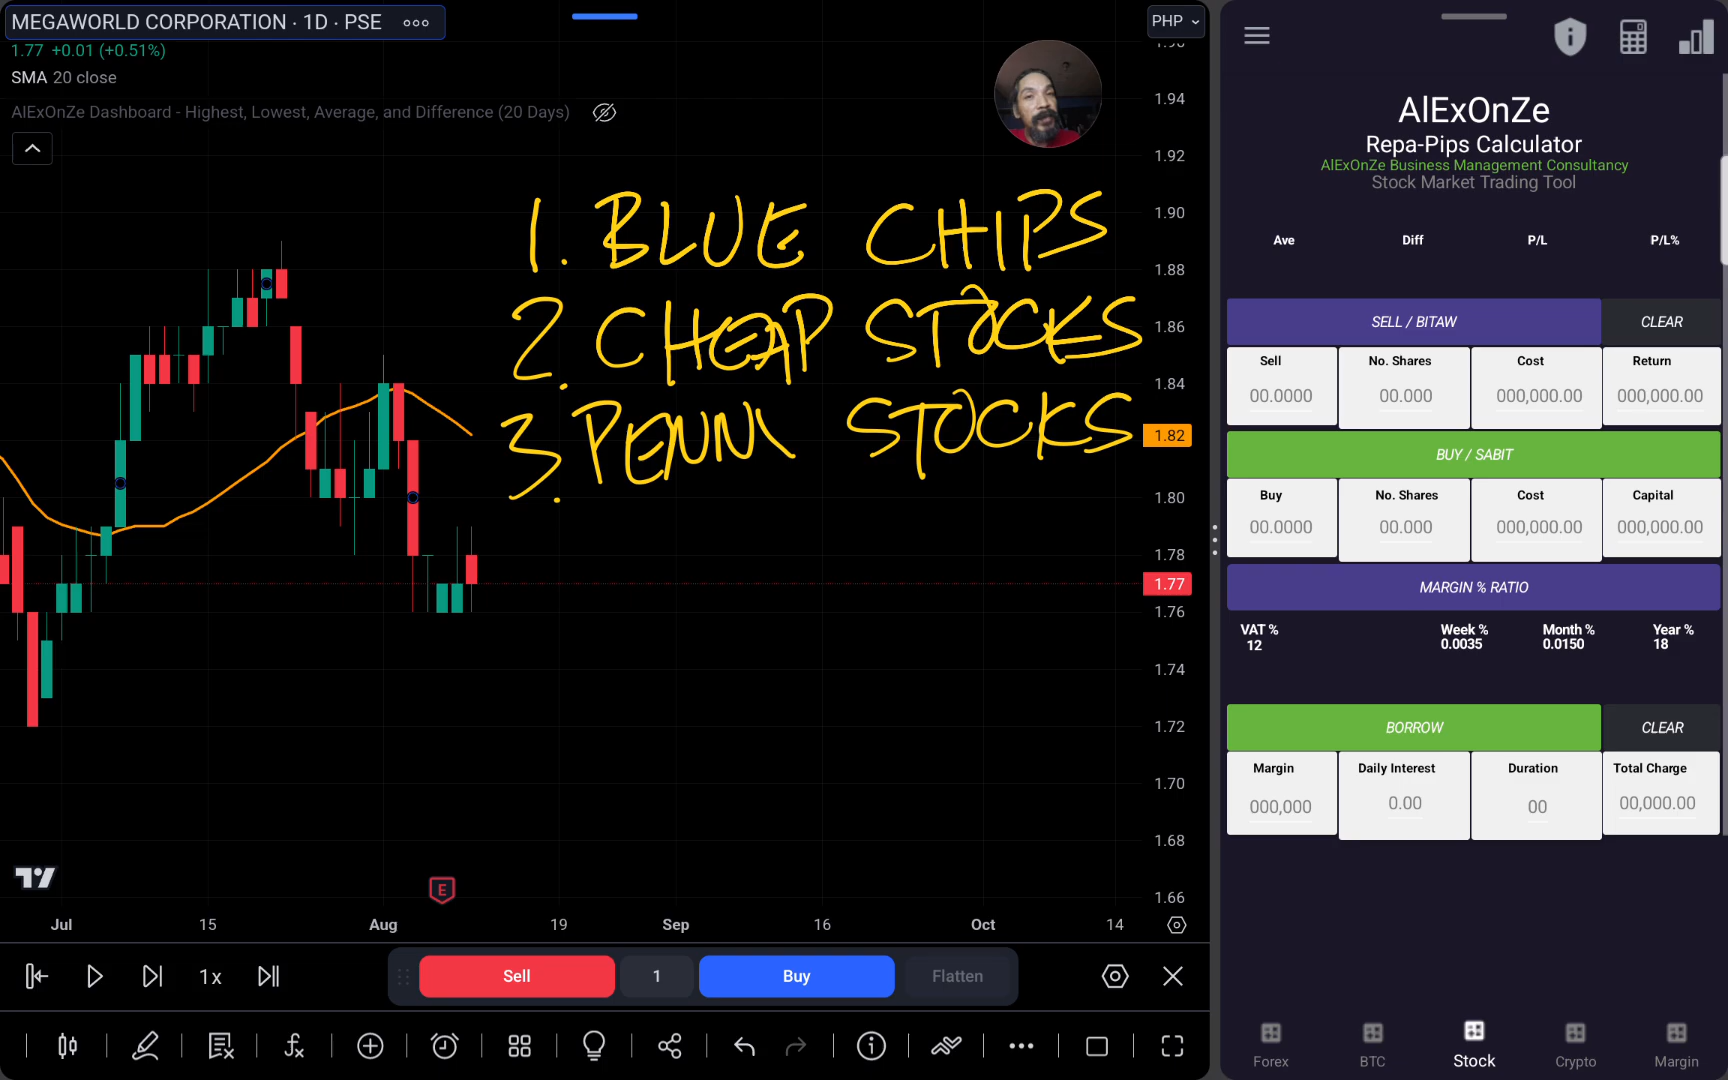 MEGAWORLD CORPORATION · 1D · PSE
PHP
1.77 +0.01 (+0.51%)
SMA 20 close
AlExOnZe Dashboard - Highest, Lowest, Average, and Difference (20 Days)
1. BLUE CHIPS
2. CHEAP STOCKS
3. PENNY STOCKS
1.94
1.92
1.90
1.88
1.86
1.84
1.82
1.80
1.78
1.77
1.76
1.74
1.72
1.70
1.68
1.66
E
Jul 15 Aug 19 Sep 16 Oct 14
1x
Sell 1 Buy Flatten
AlExOnZe
Repa-Pips Calculator
AlExOnZe Business Management Consultancy
Stock Market Trading Tool
Ave Diff P/L P/L%
SELL / BITAW CLEAR
Sell No. Shares Cost Return
00.0000 00.000 000,000.00 000,000.00
BUY / SABIT
Buy No. Shares Cost Capital
00.0000 00.000 000,000.00 000,000.00
MARGIN % RATIO
VAT % Week % Month % Year %
12 0.0035 0.0150 18
BORROW CLEAR
Margin Daily Interest Duration Total Charge
000,000 0.00 00 00,000.00
Forex BTC Stock Crypto Margin